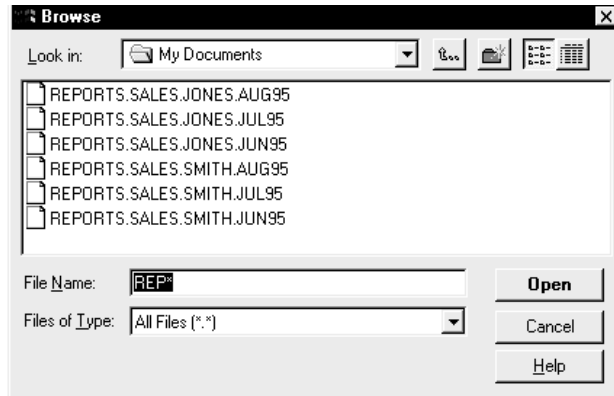 Browse
Look in: My Documents
REPORTS.SALES.JONES.AUG95
REPORTS.SALES.JONES.JUL95
REPORTS.SALES.JONES.JUN95
REPORTS.SALES.SMITH.AUG95
REPORTS.SALES.SMITH.JUL95
REPORTS.SALES.SMITH.JUN95
File Name: REP* Open
Files of Type: All Files (*.*) Cancel
Help